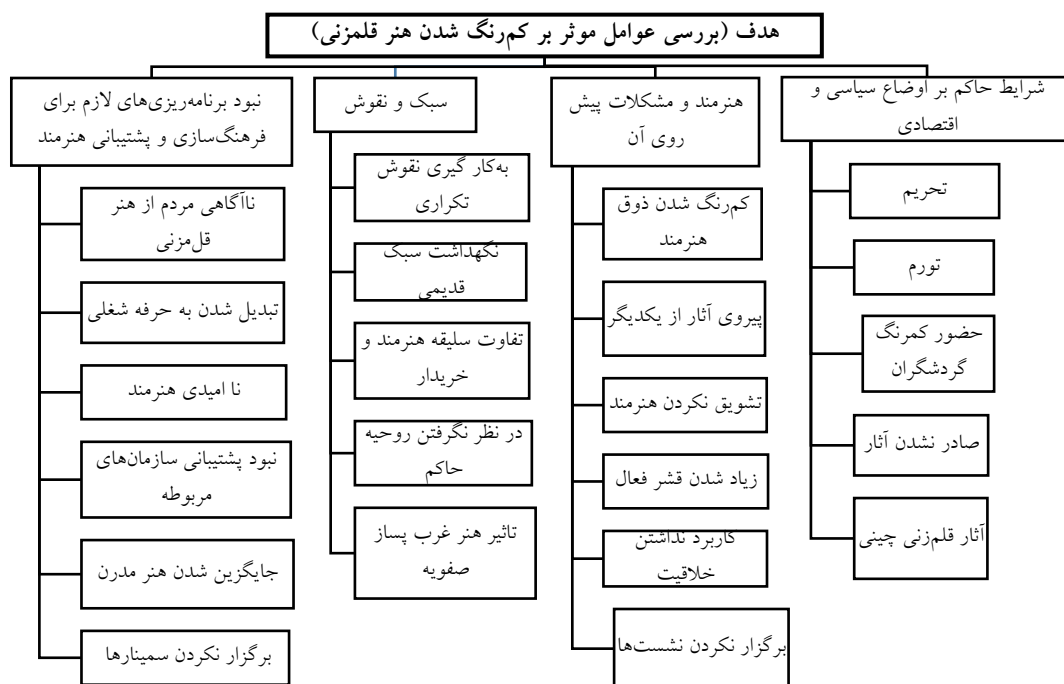 هدف (بررسی عوامل موثر بر کم‌رنگ شدن هنر قلمزنی)
شرایط حاکم بر اوضاع سیاسی و
اقتصادی
تحریم
تورم
حضور کمرنگ
گردشگران
صادر نشدن آثار
آثار قلم‌زنی چینی
هنرمند و مشکلات پیش
روی آن
کم‌رنگ شدن ذوق
هنرمند
پیروی آثار از یکدیگر
تشویق نکردن هنرمند
زیاد شدن قشر فعال
کاربرد نداشتن
خلاقیت
برگزار نکردن نشست‌ها
سبک و نقوش
به‌کار گیری نقوش
تکراری
نگهداشت سبک
قدیمی
تفاوت سلیقه هنرمند و
خریدار
در نظر نگرفتن روحیه
حاکم
تاثیر هنر غرب پساز
صفویه
نبود برنامه‌ریزی‌های لازم برای
فرهنگ‌سازی و پشتیبانی هنرمند
ناآگاهی مردم از هنر
قل‌مزنی
تبدیل شدن به حرفه شغلی
نا امیدی هنرمند
نبود پشتیبانی سازمان‌های
مربوطه
جایگزین شدن هنر مدرن
برگزار نکردن سمینارها